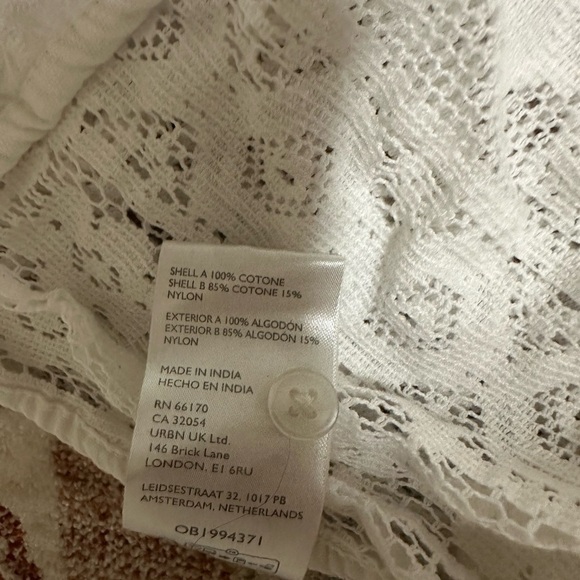 SHELL A 100% COTONE
SHELL B 85% COTONE 15%
NYLON
EXTERIOR A 100% ALGODÓN
EXTERIOR B 85% ALGODÓN 15%
NYLON
MADE IN INDIA
HECHO EN INDIA
RN 66170
CA 32054
URBN UK Ltd.
146 Brick Lane
LONDON, E1 6RU
LEIDSESTRAAT 32, 1017 PB
AMSTERDAM, NETHERLANDS
OB1994371